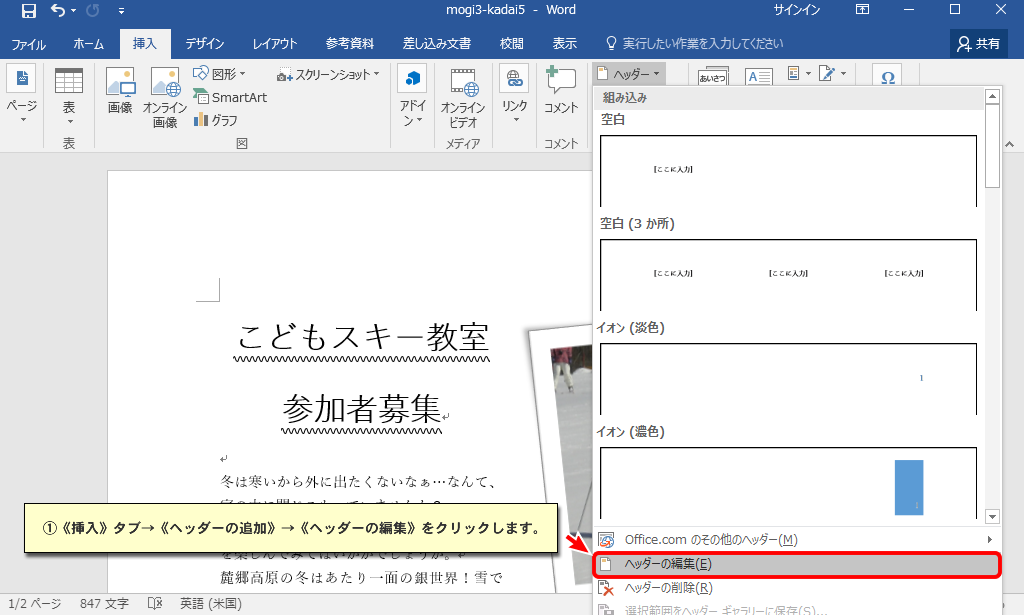 mogi3-kadai5 - Word
サインイン
ファイル ホーム 挿入 デザイン レイアウト 参考資料 差し込み文書 校閲 表示 実行したい作業を入力してください 共有
ページ
表
表
画像
オンライン
画像
図形
SmartArt
グラフ
スクリーンショット
図
アドイ
ン
オンライン
ビデオ
メディア
リンク
コメント
コメント
ヘッダー
あいさつ
A
Ω
組み込み
空白
[ここに入力]
空白 (3 か所)
[ここに入力] [ここに入力] [ここに入力]
イオン (淡色)
1
イオン (濃色)
1
Office.com のその他のヘッダー(M)
ヘッダーの編集(E)
ヘッダーの削除(R)
選択範囲をヘッダー ギャラリーに保存(S)...
こどもスキー教室
参加者募集
冬は寒いから外に出たくないなぁ…なんて、
①《挿入》タブ→《ヘッダーの追加》→《ヘッダーの編集》をクリックします。
を楽しんでみてはいかがでしょうか。
麓郷高原の冬はあたり一面の銀世界！雪で
1/2 ページ 847 文字 英語 (米国)